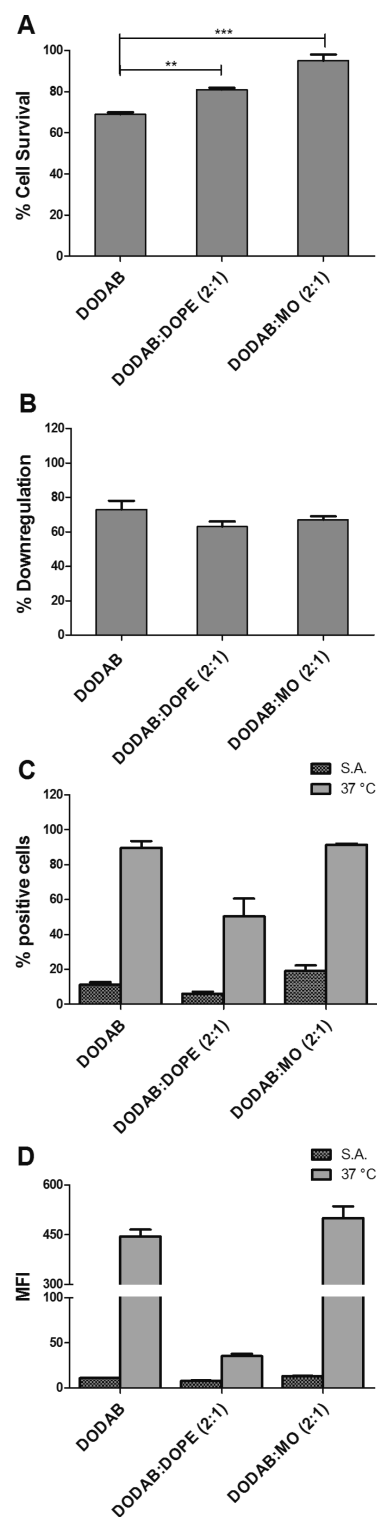 A
***
**
% Cell Survival
100
80
60
40
20
0
DODAB
DODAB:DOPE (2:1)
DODAB:MO (2:1)
B
% Downregulation
120
100
80
60
40
20
0
DODAB
DODAB:DOPE (2:1)
DODAB:MO (2:1)
C
S.A.
37 °C
% positive cells
120
100
80
60
40
20
0
DODAB
DODAB:DOPE (2:1)
DODAB:MO (2:1)
D
S.A.
37 °C
MFI
600
450
300
100
50
0
DODAB
DODAB:DOPE (2:1)
DODAB:MO (2:1)